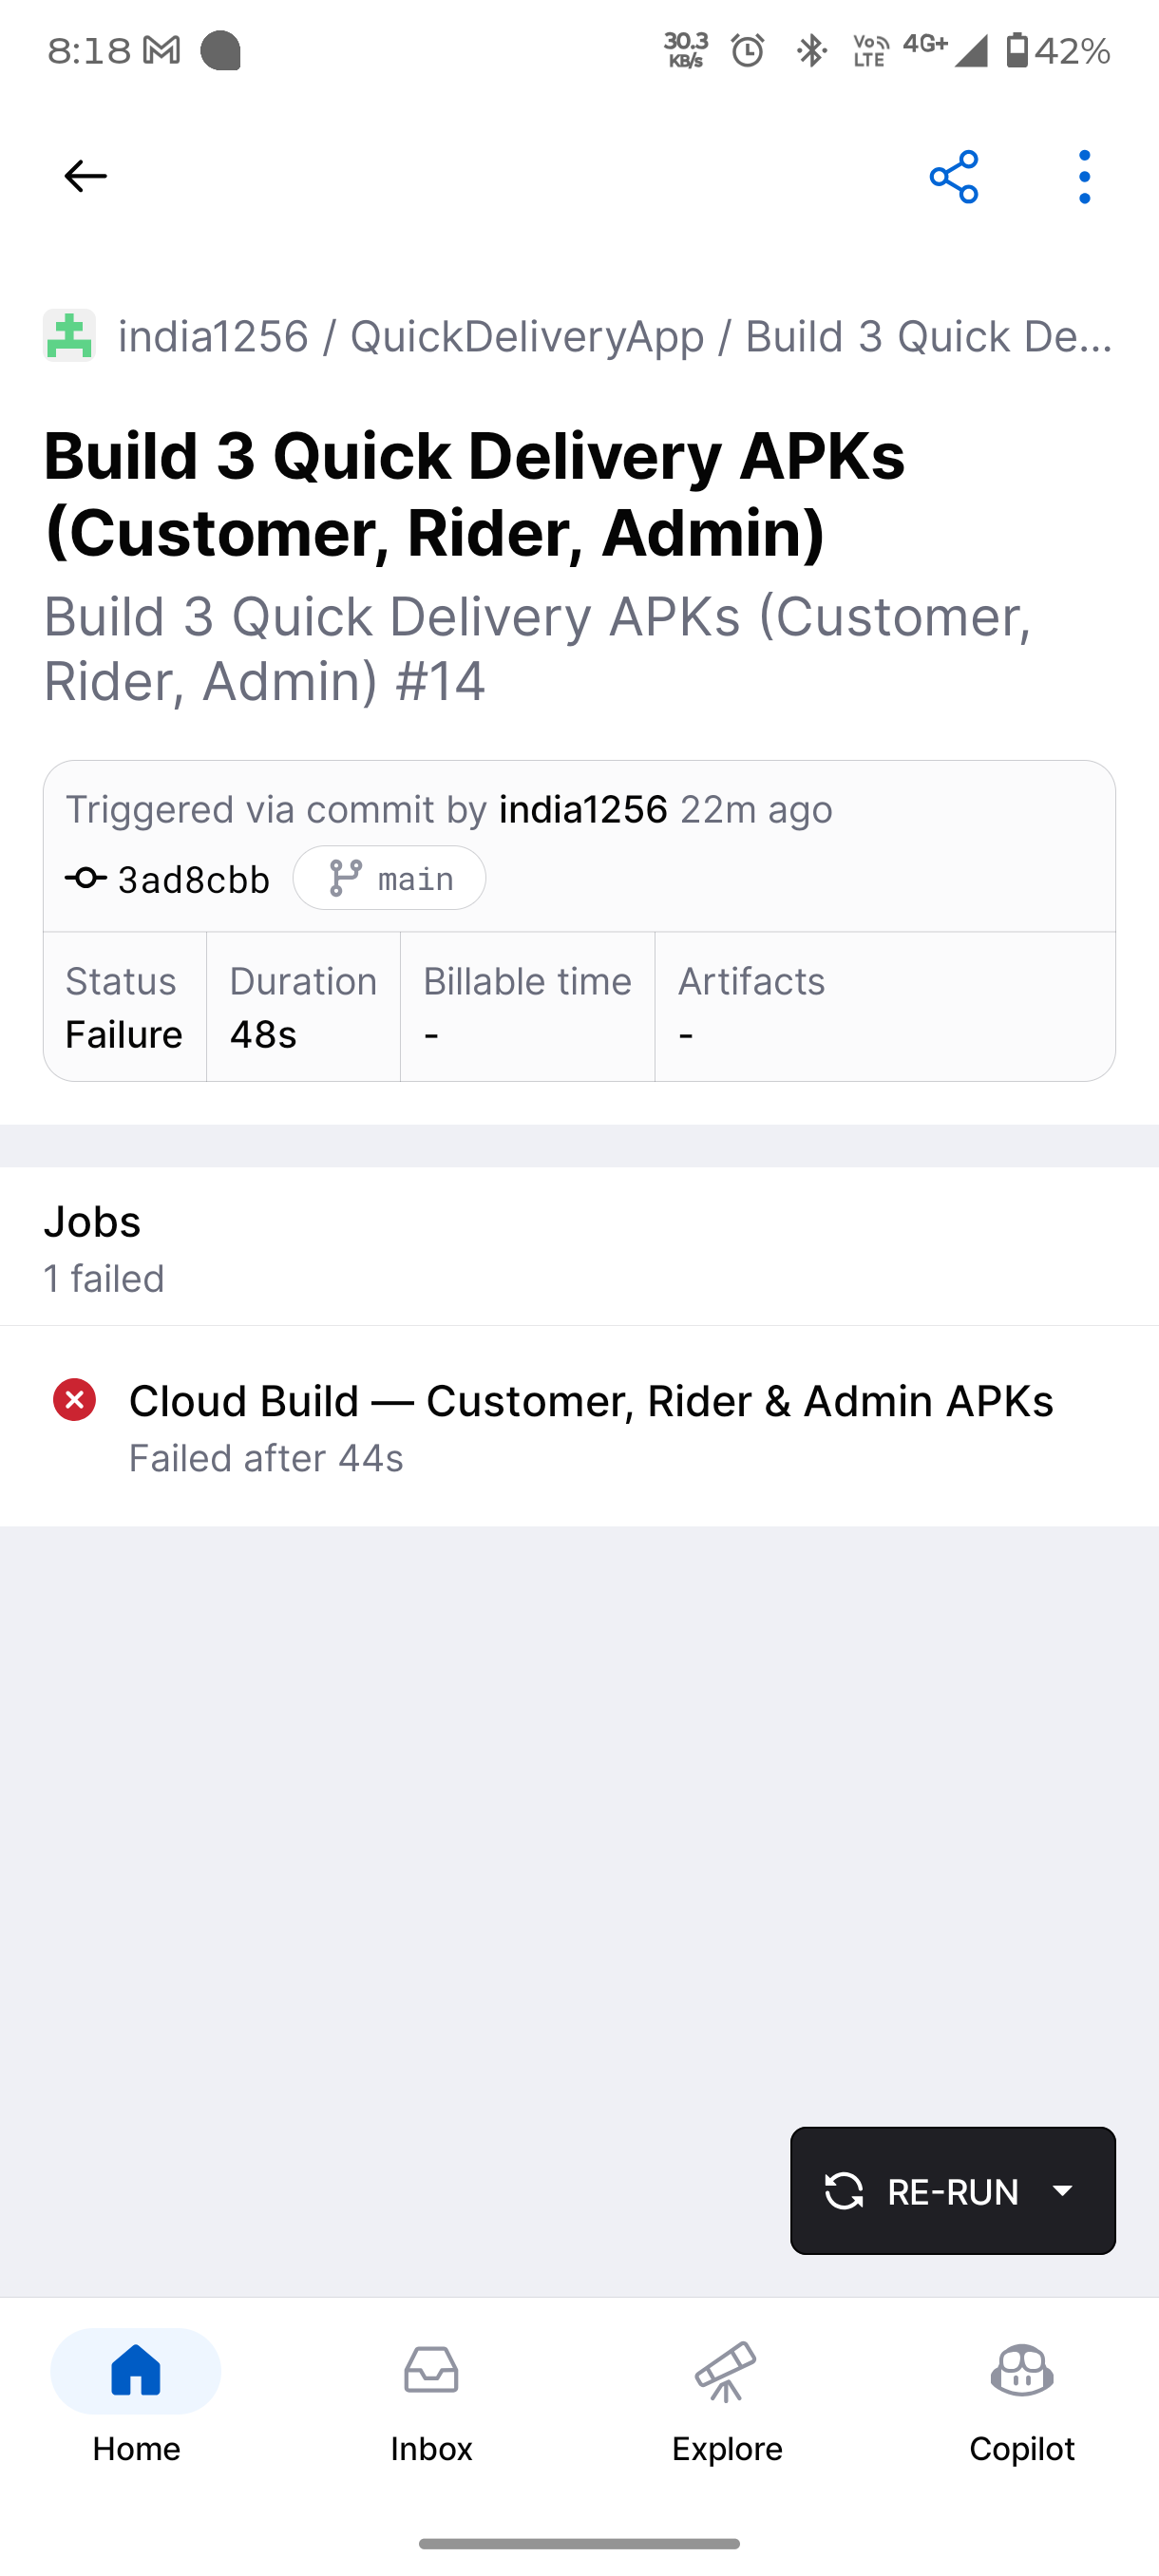 8:18
30.3 KB/s
Vo LTE
4G+
42%
india1256 / QuickDeliveryApp / Build 3 Quick De...
Build 3 Quick Delivery APKs
(Customer, Rider, Admin)
Build 3 Quick Delivery APKs (Customer,
Rider, Admin) #14
Triggered via commit by india1256 22m ago
3ad8cbb main
Status Duration Billable time Artifacts
Failure 48s - -
Jobs
1 failed
Cloud Build — Customer, Rider & Admin APKs
Failed after 44s
RE-RUN
Home Inbox Explore Copilot